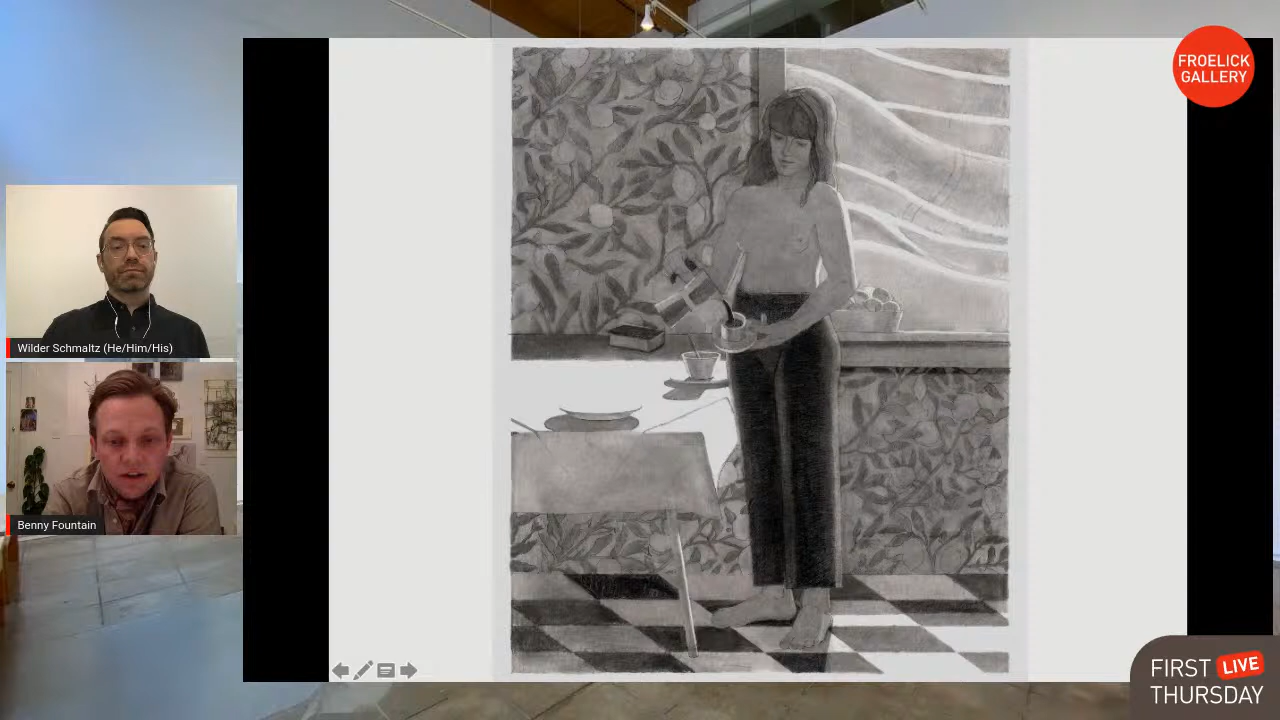 FROELICK
GALLERY
Wilder Schmaltz (He/Him/His)
Benny Fountain
FIRST LIVE
THURSDAY